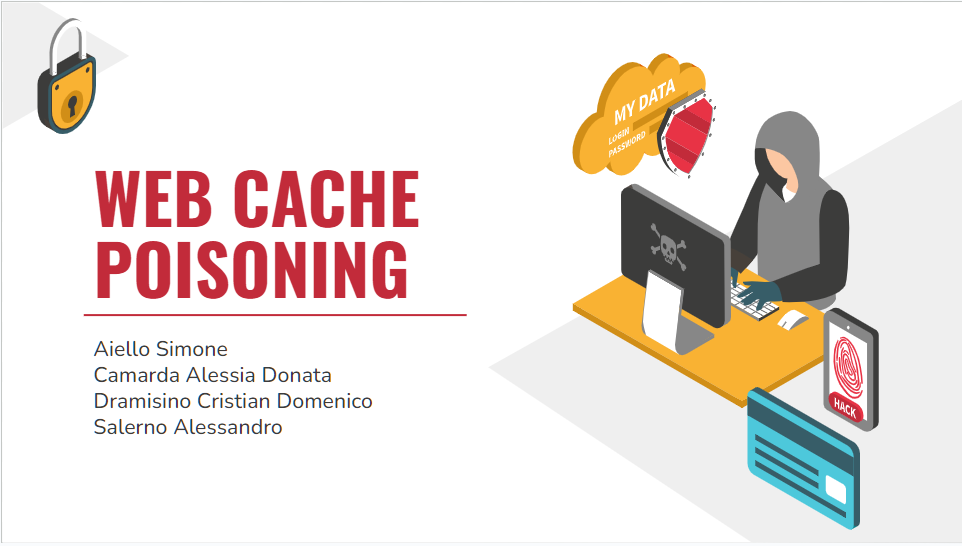 WEB CACHE
POISONING
Aiello Simone
Camarda Alessia Donata
Dramisino Cristian Domenico
Salerno Alessandro
MY DATA
LOGIN
PASSWORD
HACK